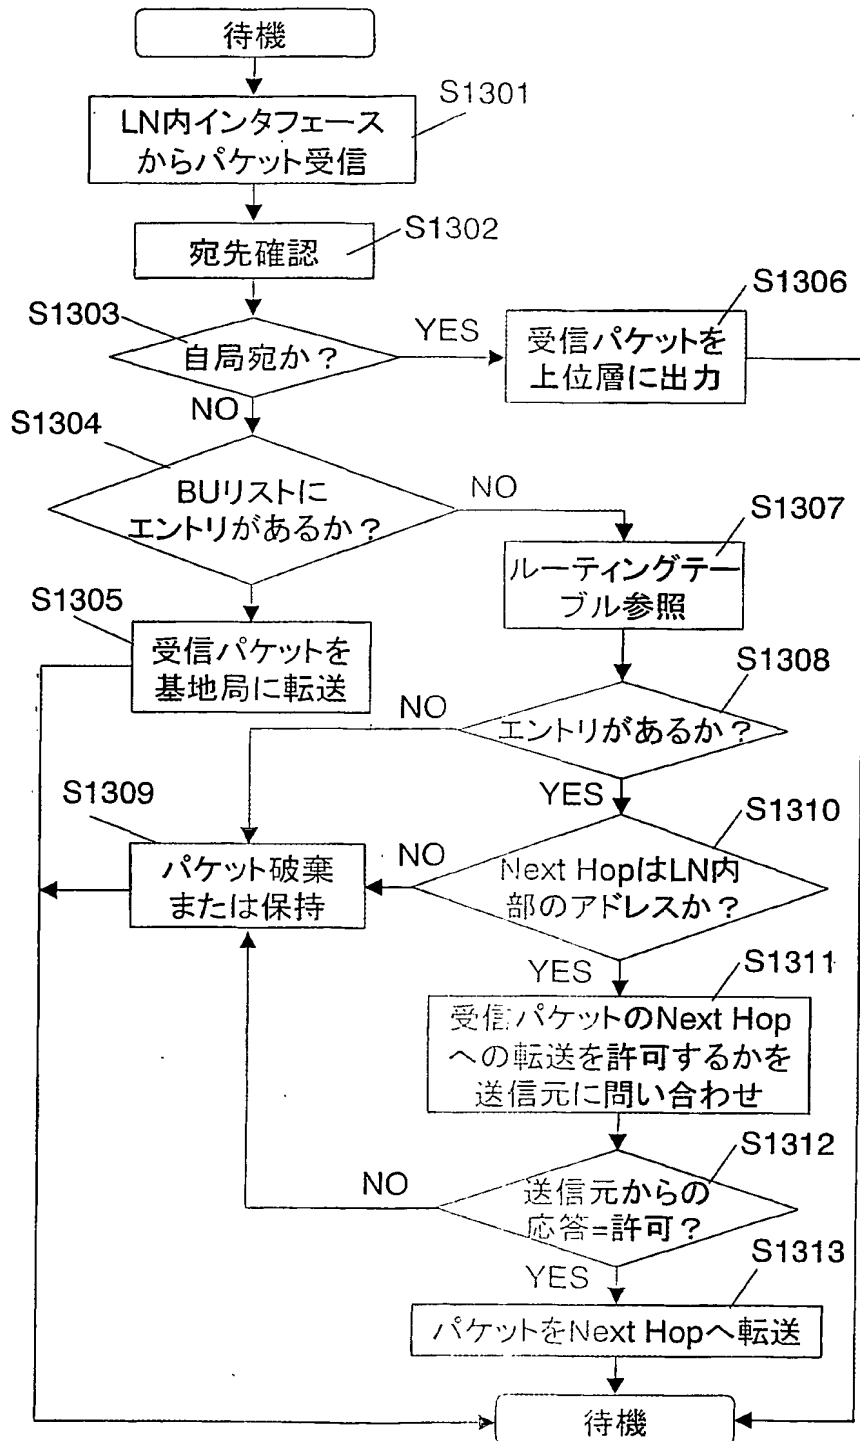 待機
S1301
LN内インタフェース
からパケット受信
S1302
宛先確認
S1303
自局宛か？
YES
S1306
受信パケットを
上位層に出力
NO
S1304
BUリストに
エントリがあるか？
NO
S1307
ルーティングテー
ブル参照
S1305
受信パケットを
基地局に転送
S1308
エントリがあるか？
NO
YES
S1309
パケット破棄
または保持
S1310
Next HopはLN内
部のアドレスか？
NO
YES
S1311
受信パケットのNext Hop
への転送を許可するかを
送信元に問い合わせ
S1312
送信元からの
応答=許可？
NO
YES
S1313
パケットをNext Hopへ転送
待機